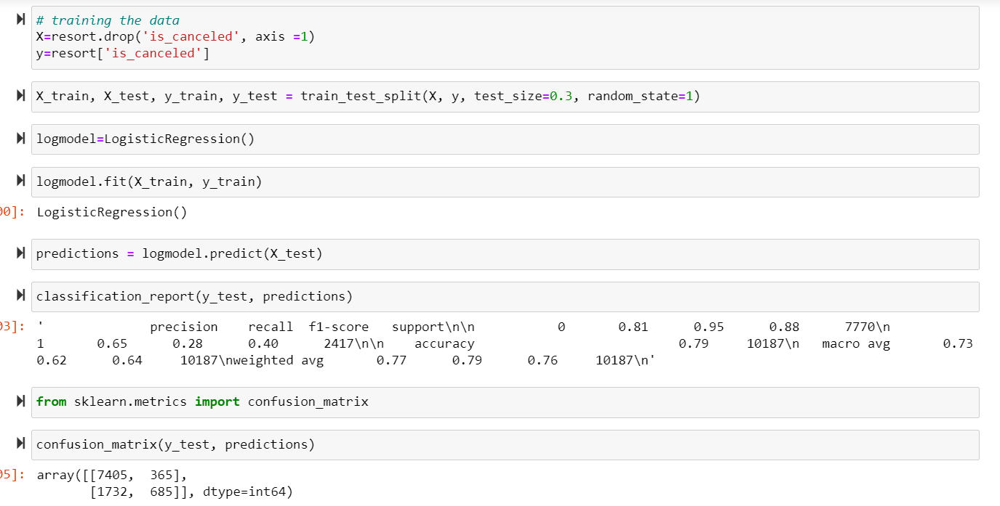 # training the data
X=resort.drop('is_canceled', axis =1)
y=resort['is_canceled']
X_train, X_test, y_train, y_test = train_test_split(X, y, test_size=0.3, random_state=1)
logmodel=LogisticRegression()
logmodel.fit(X_train, y_train)
00]: LogisticRegression()
predictions = logmodel.predict(X_test)
classification_report(y_test, predictions)
03]: '              precision    recall  f1-score   support\n\n           0       0.81      0.95      0.88      7770\n
1       0.65      0.28      0.40      2417\n\n    accuracy                           0.79     10187\n   macro avg       0.73
0.62      0.64     10187\nweighted avg       0.77      0.79      0.76     10187\n'
from sklearn.metrics import confusion_matrix
confusion_matrix(y_test, predictions)
05]: array([[7405,  365],
[1732,  685]], dtype=int64)